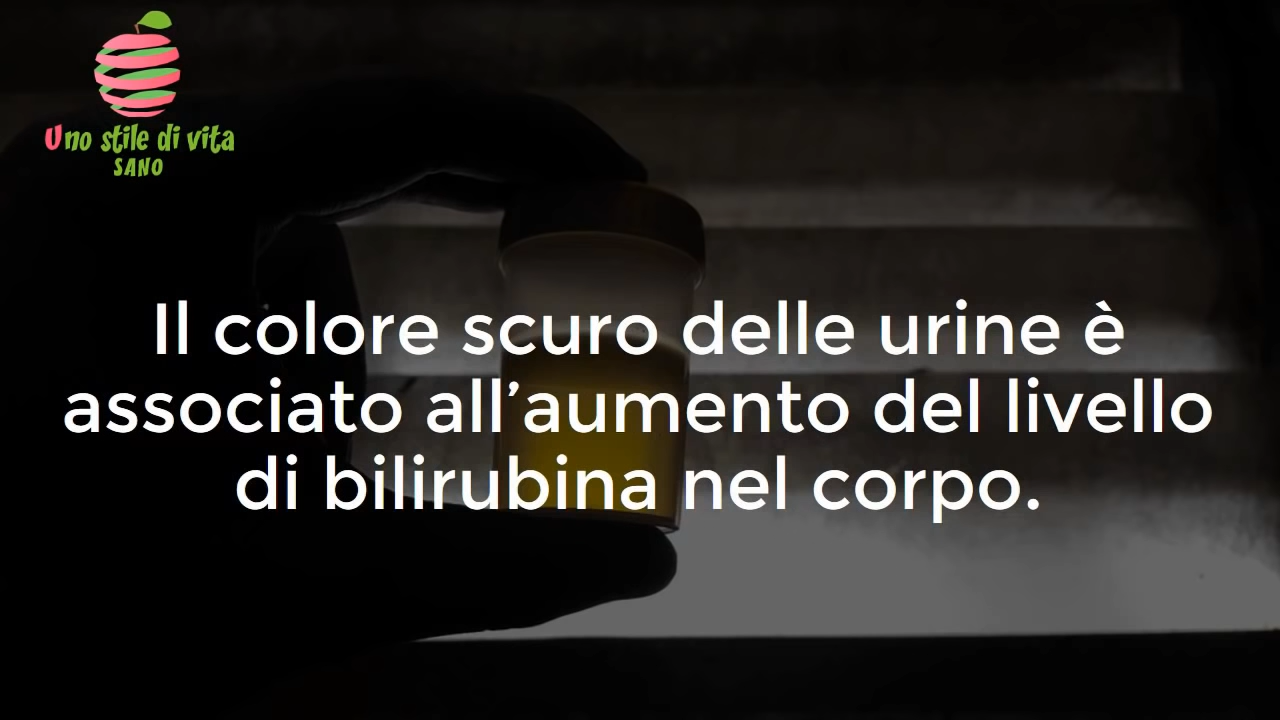 Uno stile di vita
SANO
Il colore scuro delle urine è
associato all’aumento del livello
di bilirubina nel corpo.